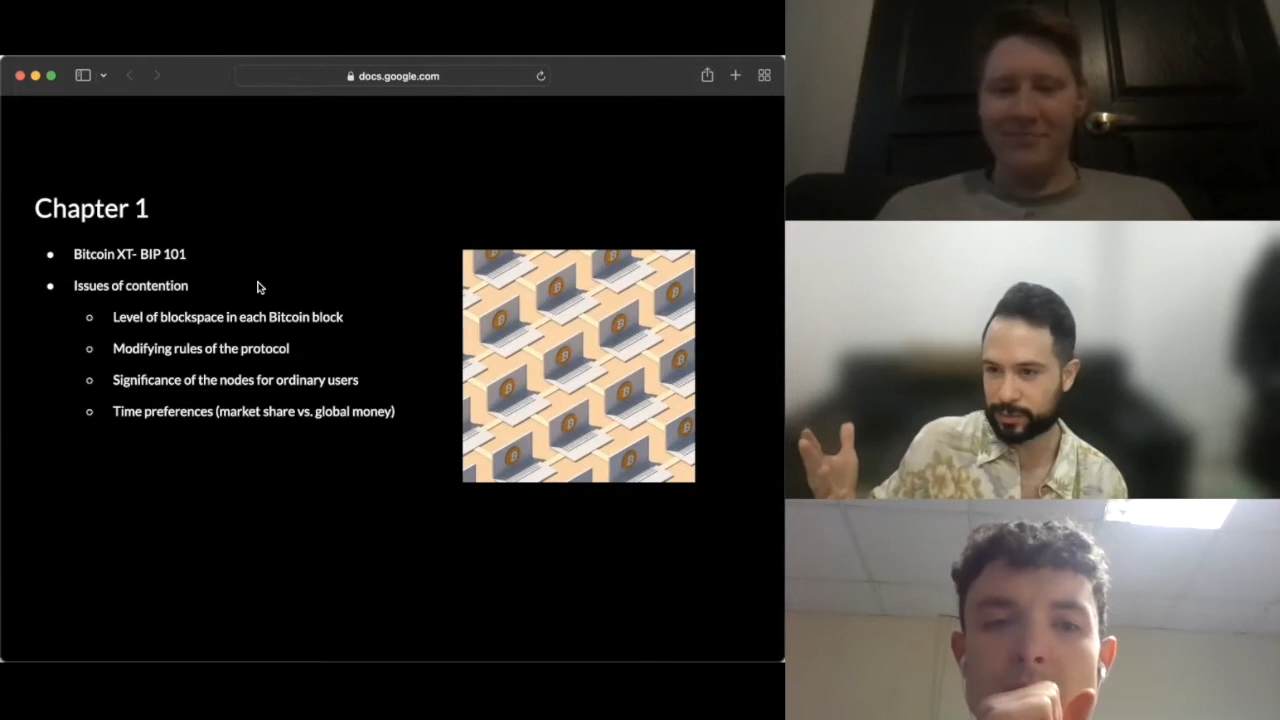 docs.google.com
Chapter 1
Bitcoin XT- BIP 101
Issues of contention
Level of blockspace in each Bitcoin block
Modifying rules of the protocol
Significance of the nodes for ordinary users
Time preferences (market share vs. global money)